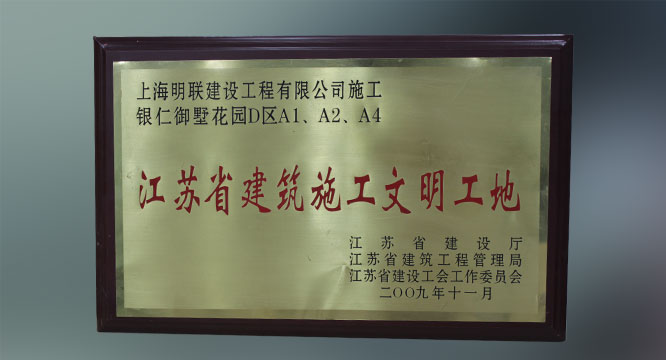 上海明联建设工程有限公司施工
银仁御墅花园D区A1、A2、A4
江苏省建筑施工文明工地
江苏省建设厅
江苏省建筑工程管理局
江苏省建设工会工作委员会
二〇〇九年十一月